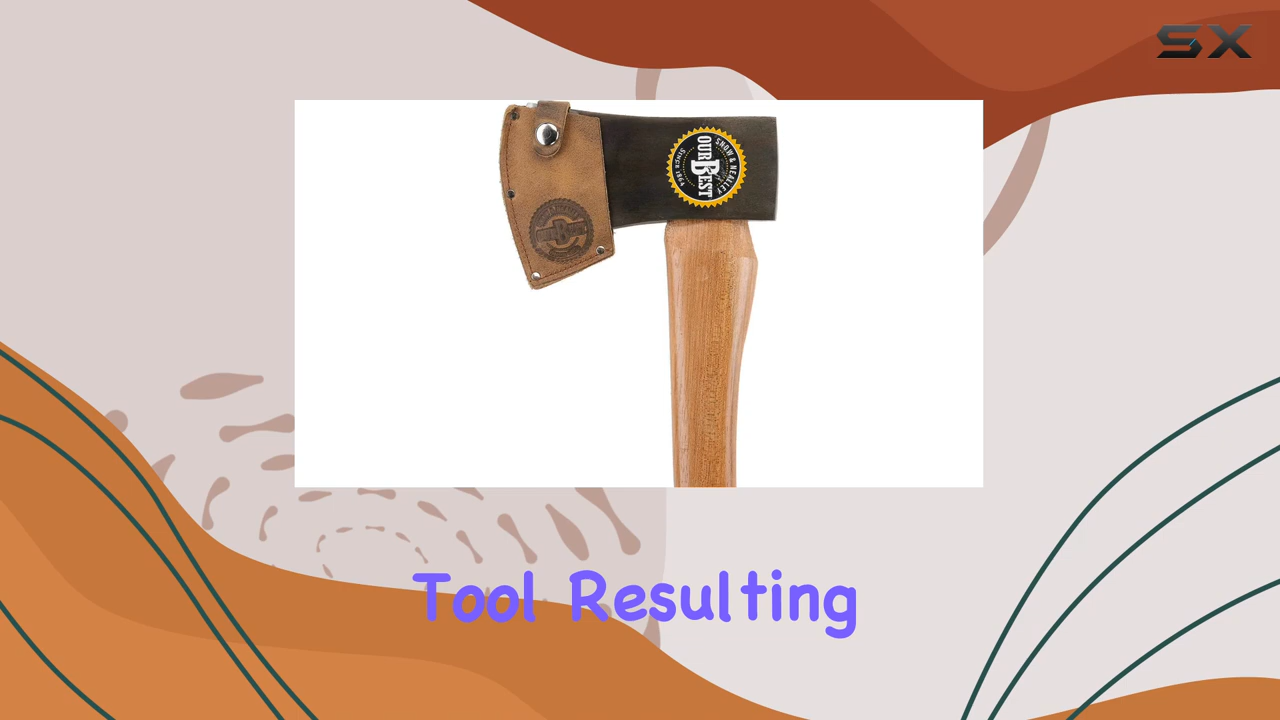 SX
SNOW & NEALLEY
OUR BEST
SINCE 1864
Tool Resulting